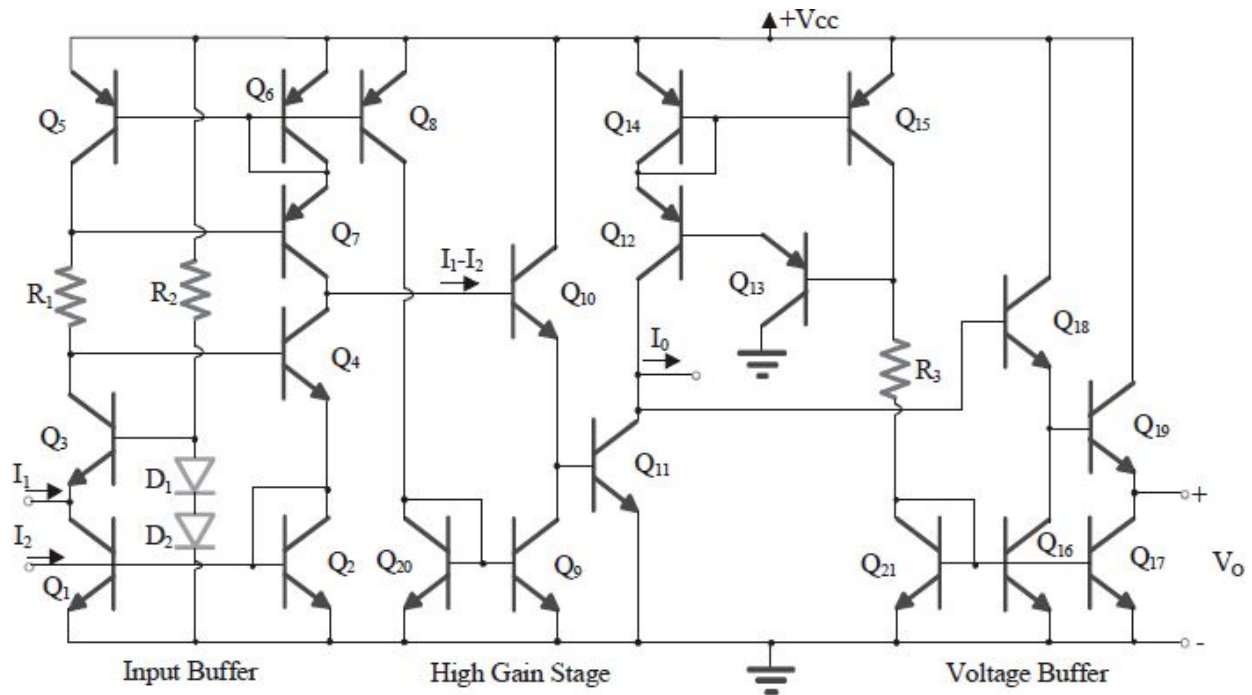 +Vcc
Q5
Q6
Q8
Q14
Q15
Q7
Q12
Q13
I1-I2
R1
R2
Q10
Q18
I0
R3
Q4
Q3
Q19
Q11
I1
D1
I2
D2
+
Q1
Q2
Q20
Q9
Q21
Q16
Q17
VO
-
Input Buffer
High Gain Stage
Voltage Buffer